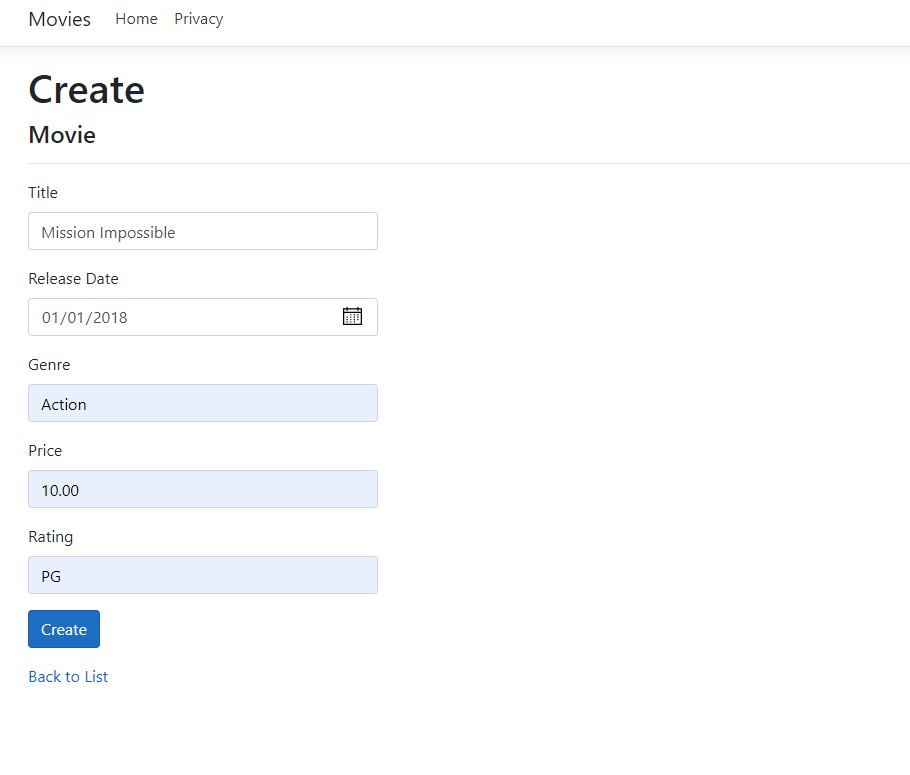 Movies Home Privacy
Create
Movie
Title
Mission Impossible
Release Date
01/01/2018
Genre
Action
Price
10.00
Rating
PG
Create
Back to List